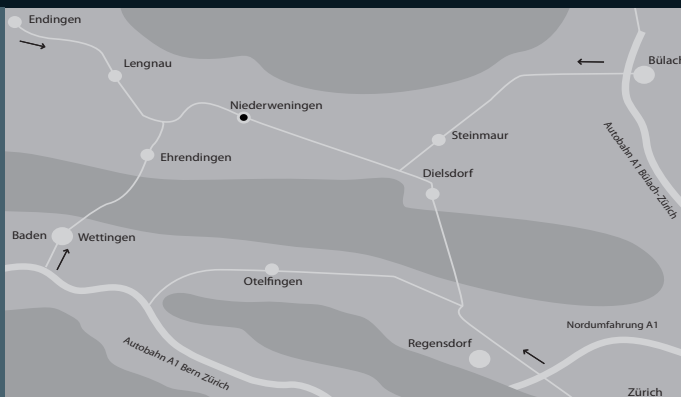 Endingen
Lengnau
Bülach
Niederweningen
Steinmaur
Ehrendingen
Dielsdorf
Autobahn A1 Bülach-Zürich
Baden
Wettingen
Otelfingen
Nordumfahrung A1
Regensdorf
Autobahn A1 Bern Zürich
Zürich